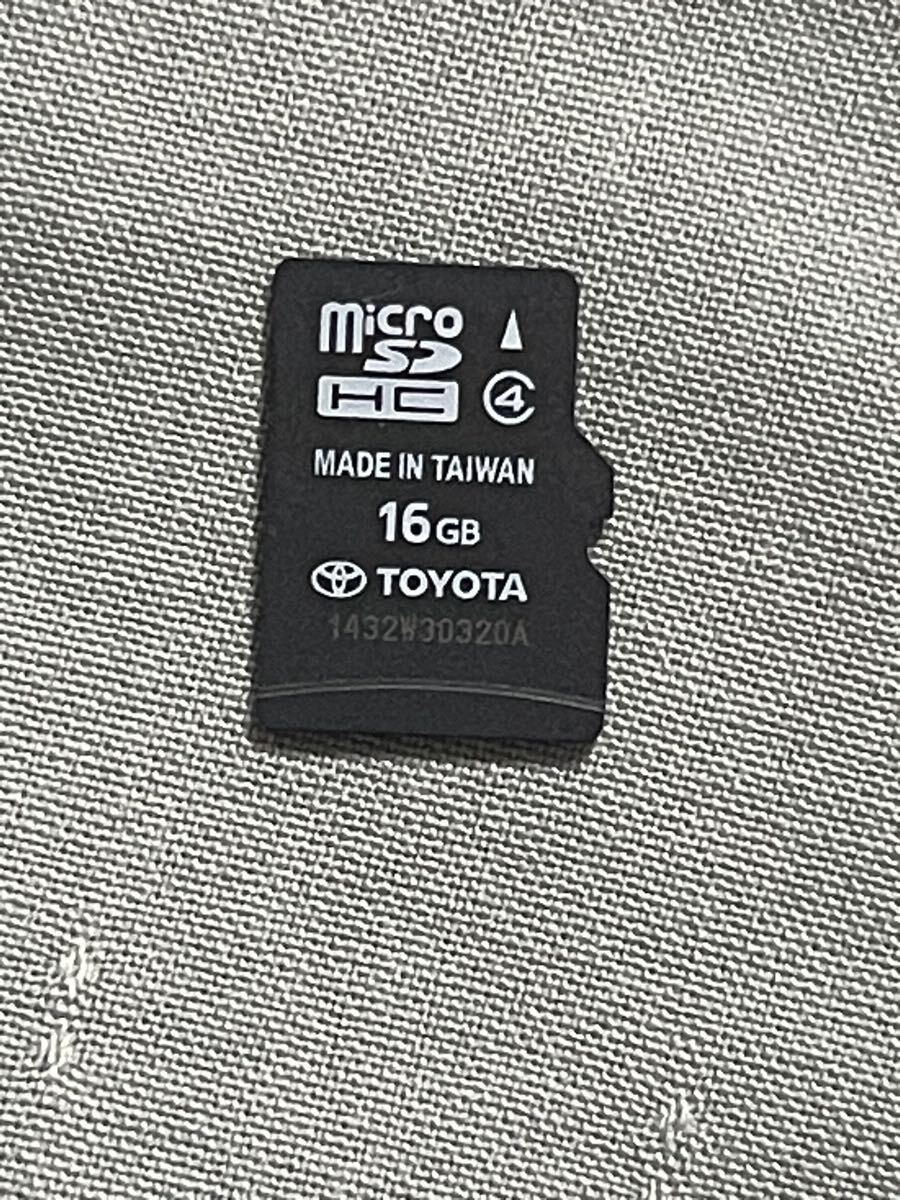 micro
SD
HC 4
MADE IN TAIWAN
16GB
TOYOTA
1432W30320A